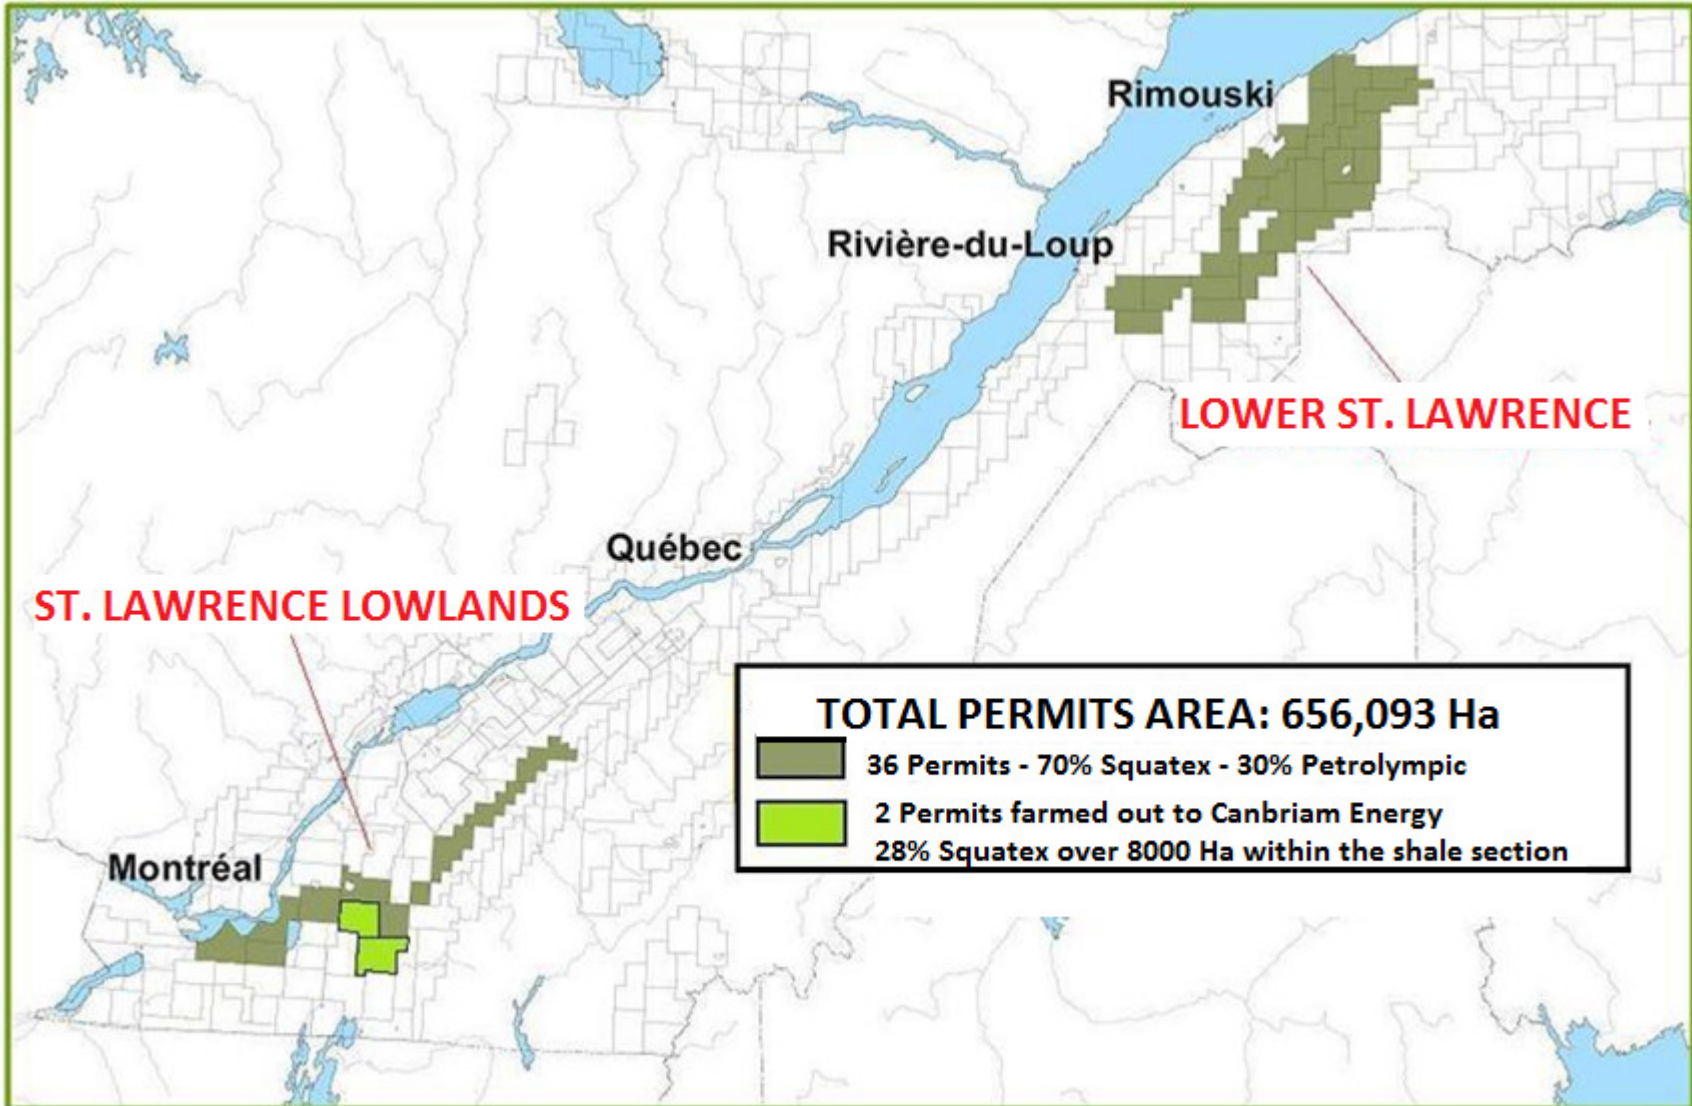 Rimouski
Rivière-du-Loup
LOWER ST. LAWRENCE
Québec
ST. LAWRENCE LOWLANDS
Montréal
TOTAL PERMITS AREA: 656,093 Ha
36 Permits - 70% Squatex - 30% Petrolympic
2 Permits farmed out to Canbriam Energy
28% Squatex over 8000 Ha within the shale section